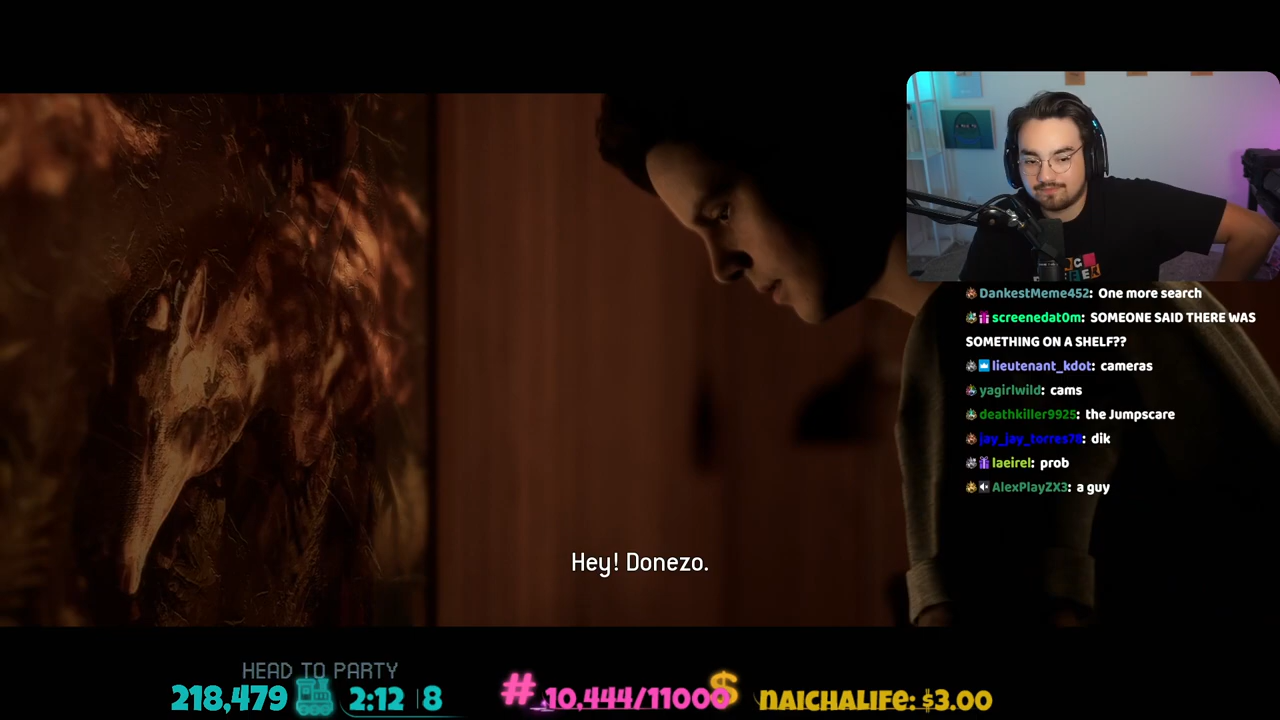 DankestMeme452: One more search
screenedat0m: SOMEONE SAID THERE WAS
SOMETHING ON A SHELF??
lieutenant_kdot: cameras
yagirlwild: cams
deathkiller9925: the Jumpscare
jay_jay_torres78: dik
laeirel: prob
AlexPlayZX3: a guy
Hey! Donezo.
HEAD TO PARTY
218,479 2:12 8
# 10,444/11000
$ NAICHALIFE: $3.00